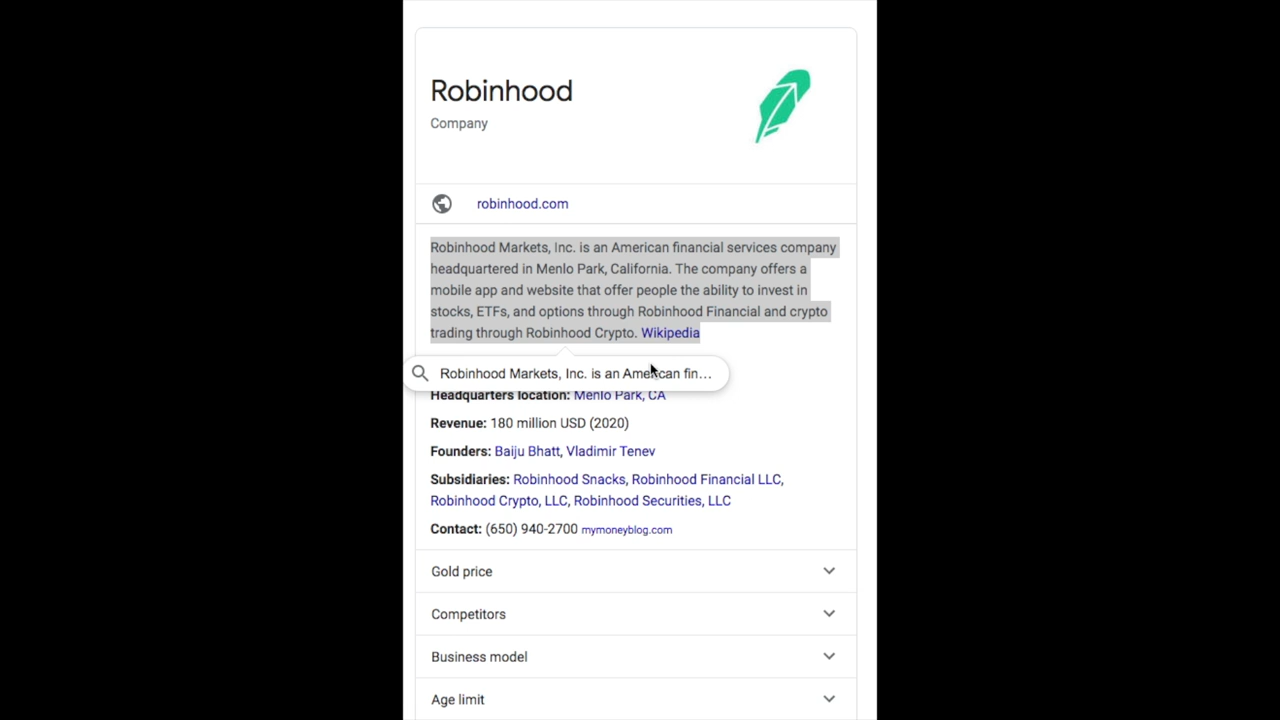 Robinhood
Company
robinhood.com
Robinhood Markets, Inc. is an American financial services company
headquartered in Menlo Park, California. The company offers a
mobile app and website that offer people the ability to invest in
stocks, ETFs, and options through Robinhood Financial and crypto
trading through Robinhood Crypto. Wikipedia
Robinhood Markets, Inc. is an American fin...
Headquarters location: Menlo Park, CA
Revenue: 180 million USD (2020)
Founders: Baiju Bhatt, Vladimir Tenev
Subsidiaries: Robinhood Snacks, Robinhood Financial LLC,
Robinhood Crypto, LLC, Robinhood Securities, LLC
Contact: (650) 940-2700 mymoneyblog.com
Gold price
Competitors
Business model
Age limit